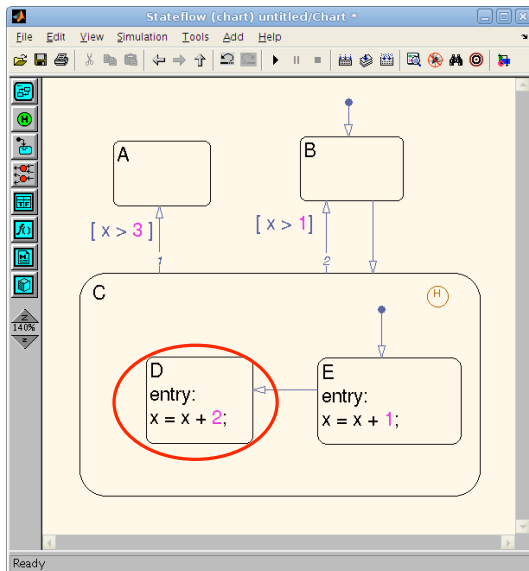 Stateflow (chart) untitled/Chart *
File Edit View Simulation Tools Add Help
A
B
[ x > 3 ]
[ x > 1]
1
2
C
H
D
entry:
x = x + 2;
E
entry:
x = x + 1;
H
f()
Z
140%
Z
Ready